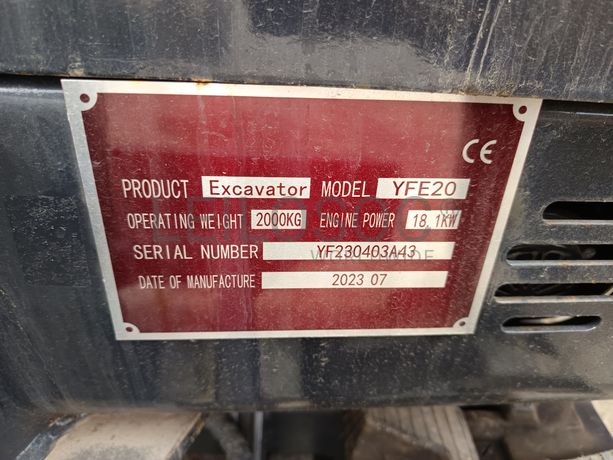 CE
PRODUCT Excavator MODEL YFE20
OPERATING WEIGHT 2000KG ENGINE POWER 18.1KW
SERIAL NUMBER YF230403A43
DATE OF MANUFACTURE 2023 07